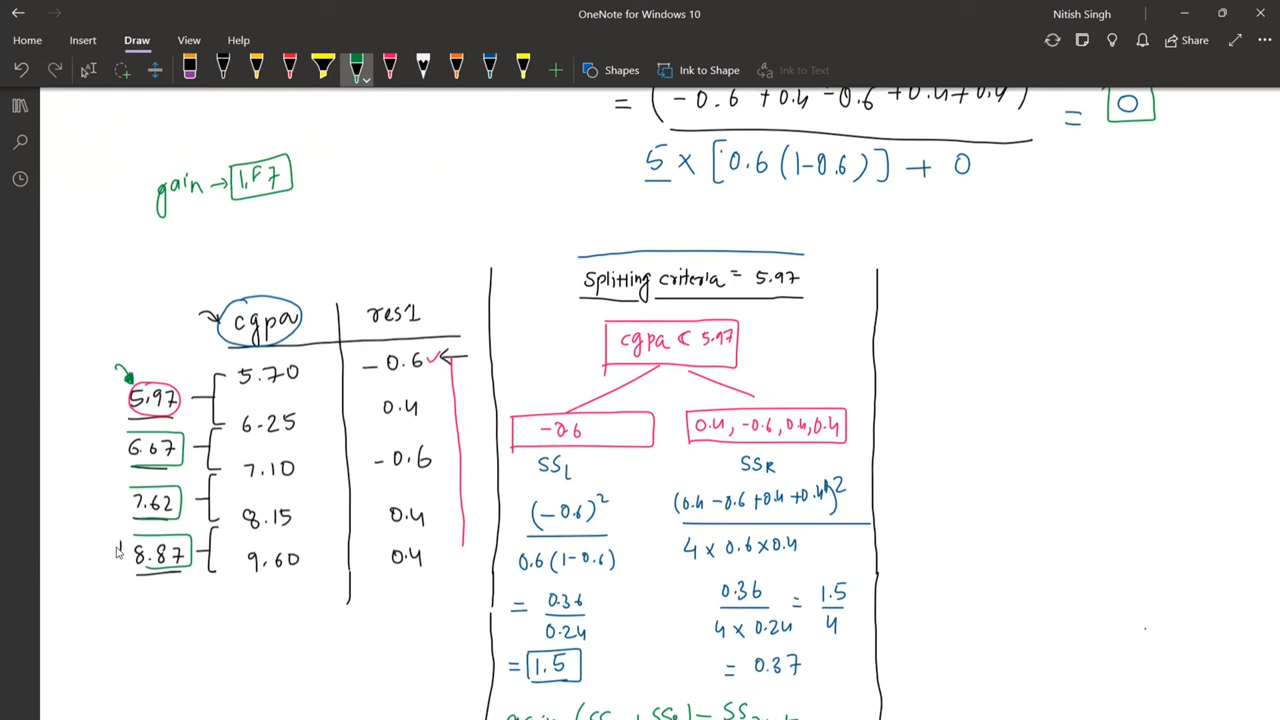 OneNote for Windows 10
Nitish Singh
Home Insert Draw View Help
Share
Shapes Ink to Shape Ink to Text
= (-0.6 + 0.4 - 0.6 + 0.4 + 0.4) = 0
5 × [0.6 (1-0.6)] + 0
gain → 1.F7
Splitting criteria = 5.97
cgpa res1
cgpa < 5.97
5.70 -0.6
5.97
6.25 0.4
6.67
7.10 -0.6
7.62
8.15 0.4
8.87
9.60 0.4
-0.6 0.4, -0.6, 0.4, 0.4
SSL SSR
(-0.6)2 (0.4 - 0.6 + 0.4 + 0.4)2
0.6 (1-0.6) 4 × 0.6 × 0.4
= 0.36 0.36 = 1.5
0.24 4 × 0.24 4
= 1.5 = 0.37
gain